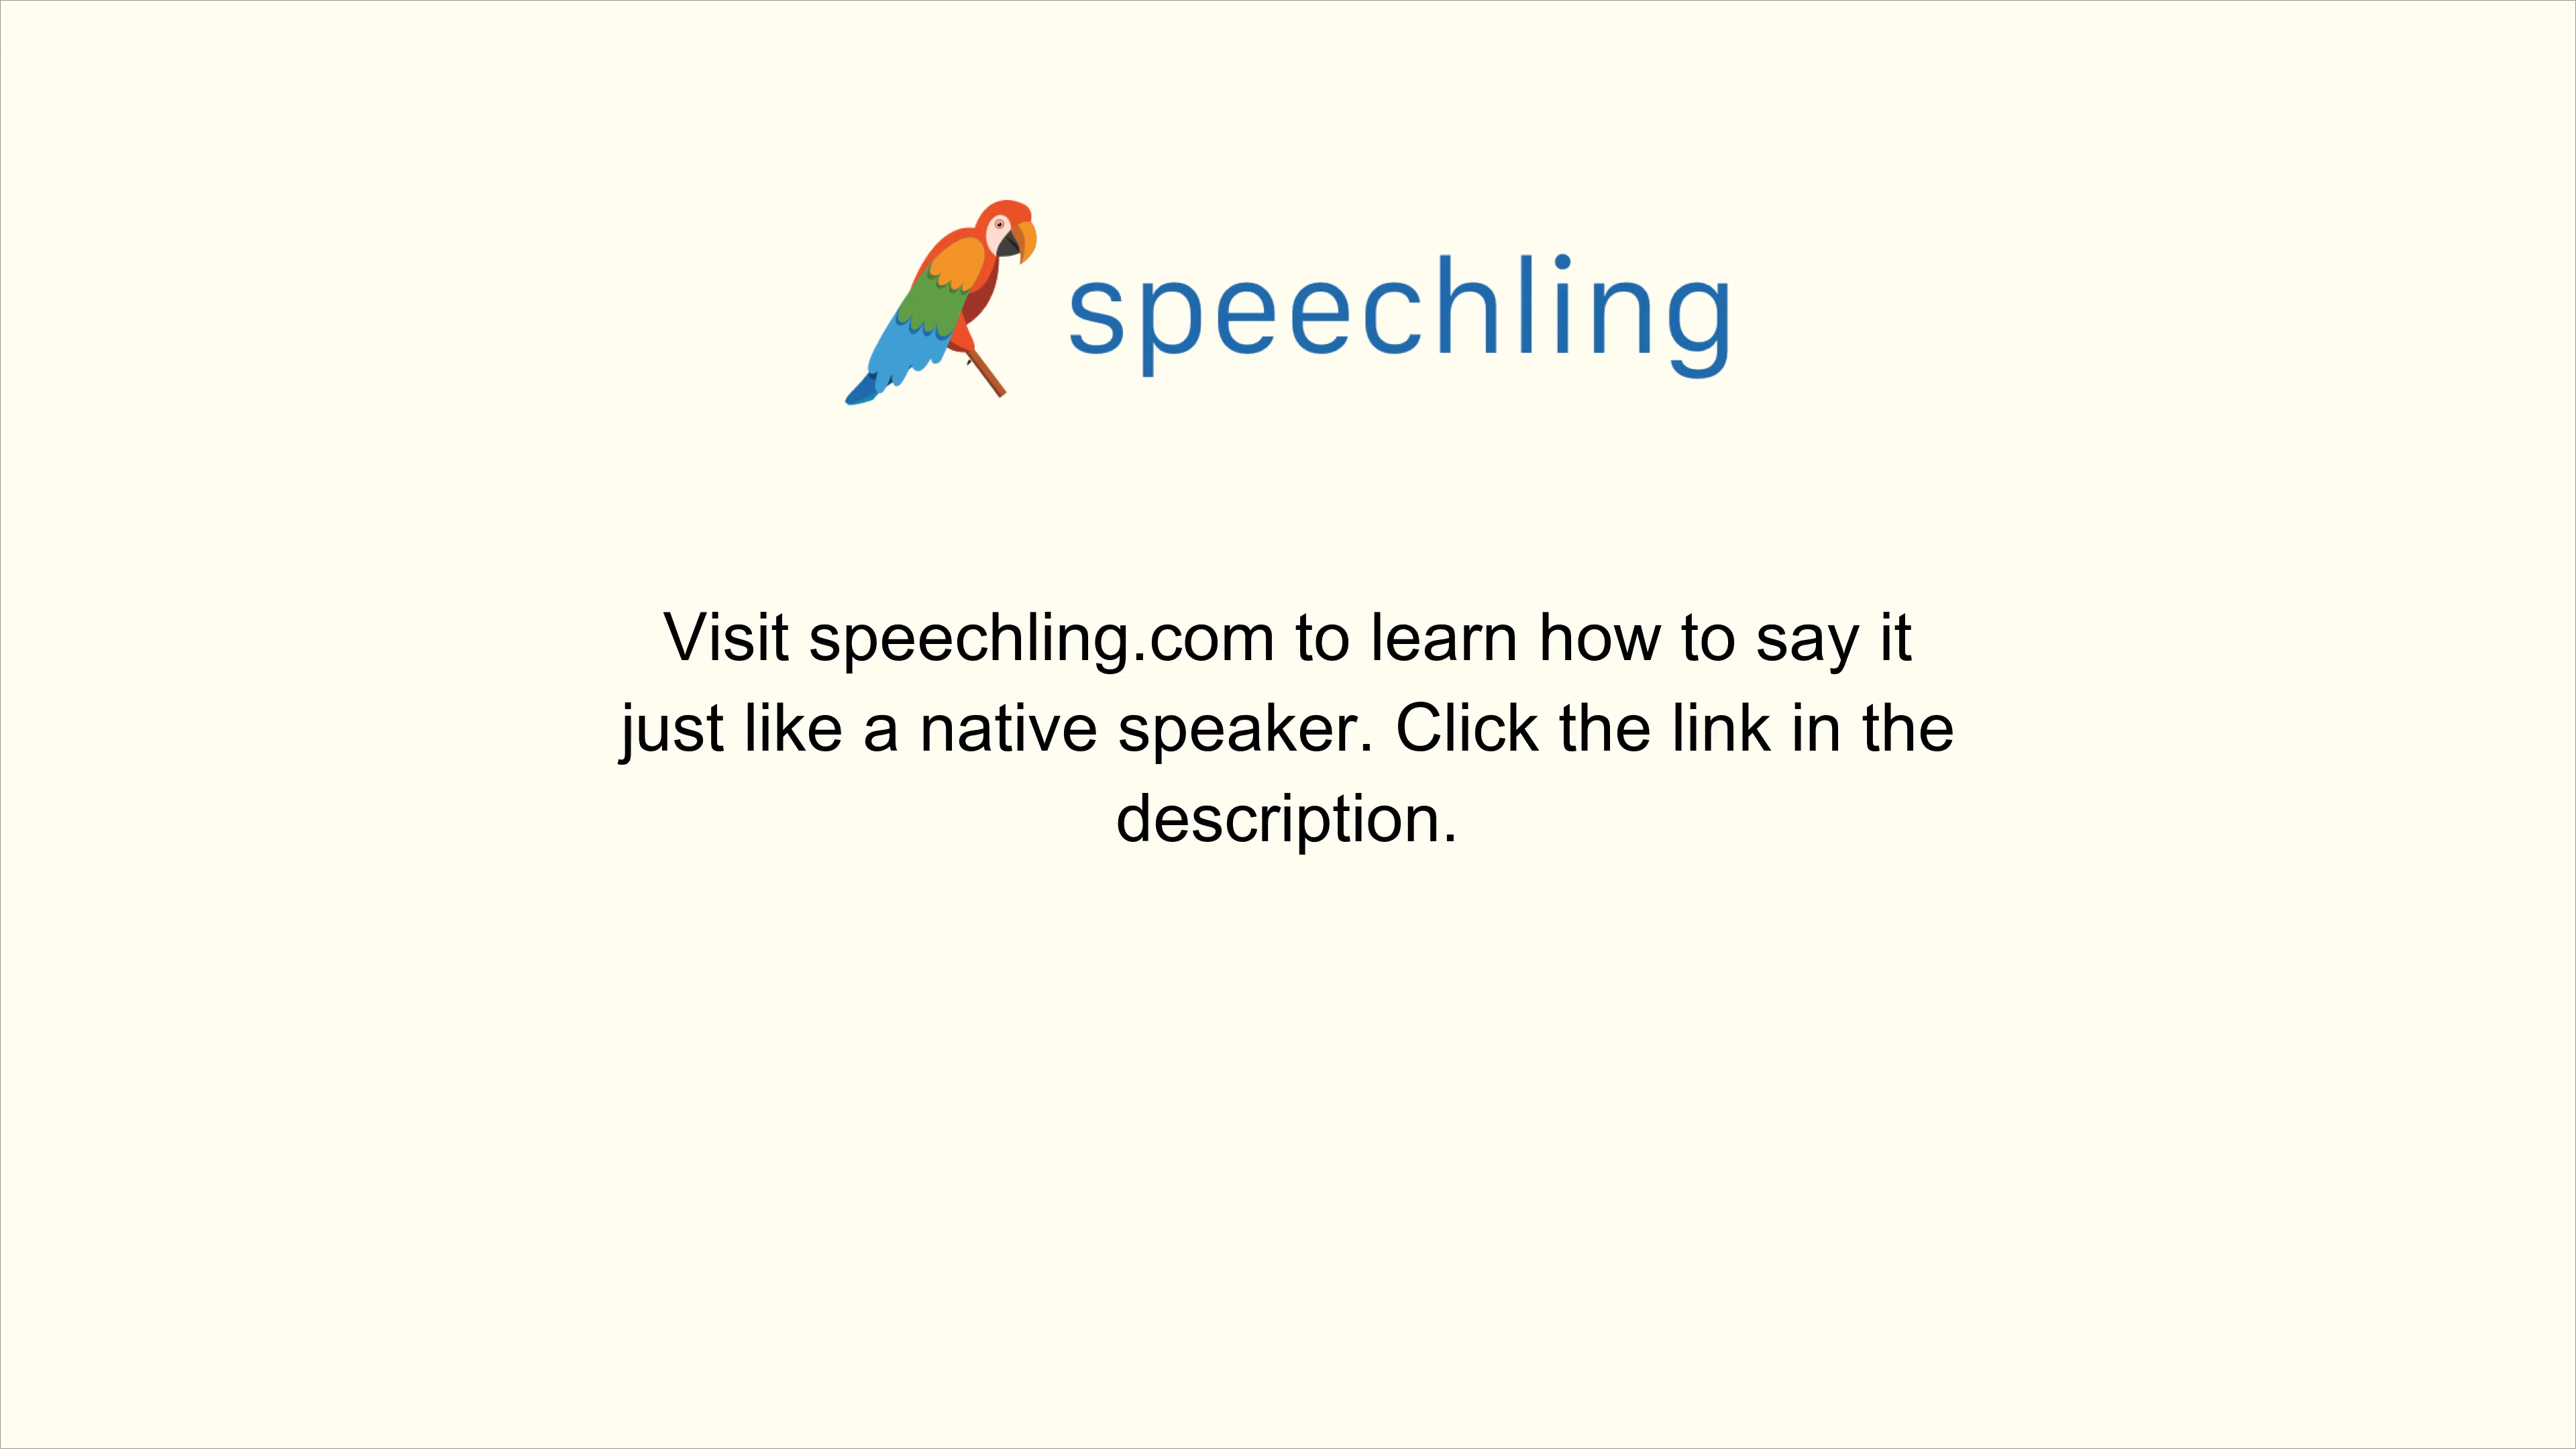 speechling
Visit speechling.com to learn how to say it
just like a native speaker. Click the link in the
description.